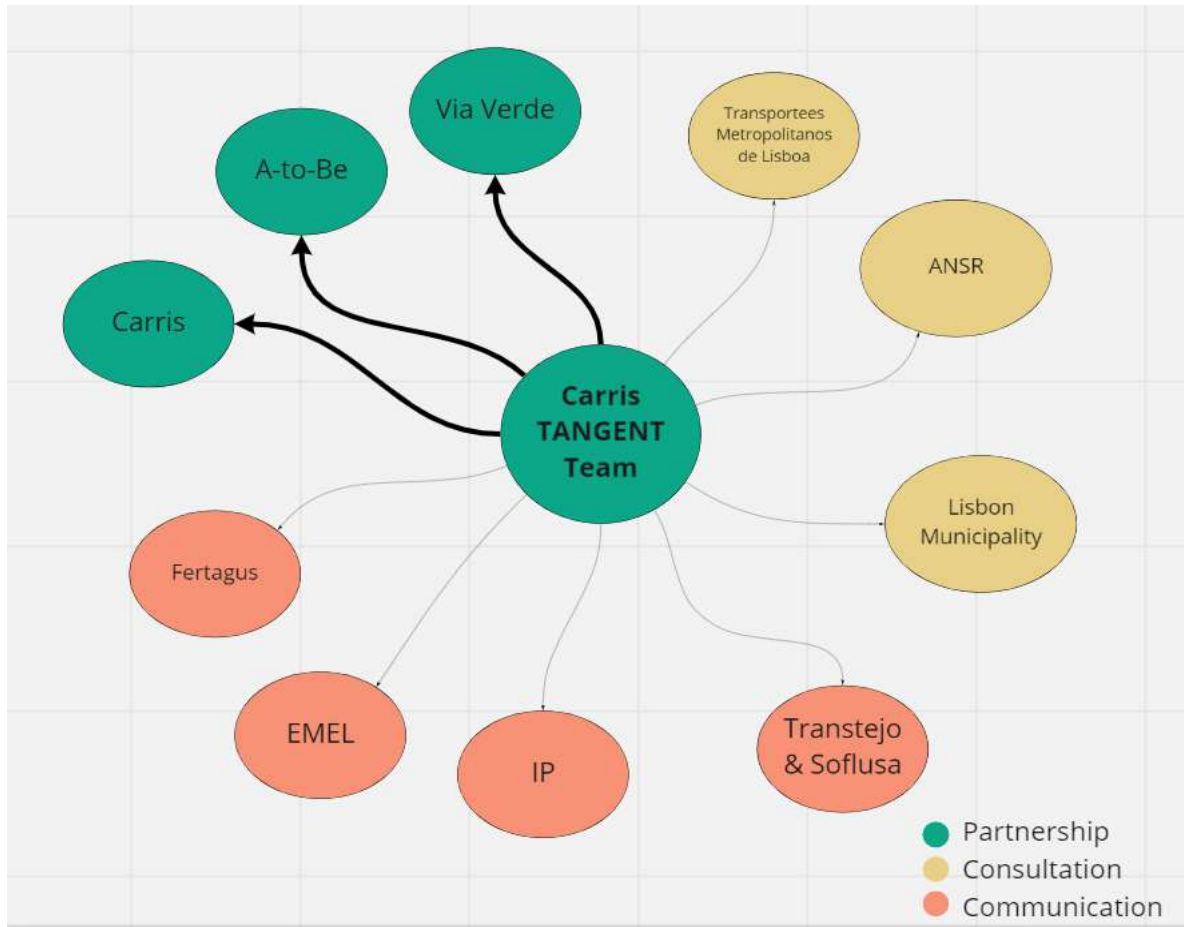 Via Verde
Transportees
Metropolitanos
de Lisboa
A-to-Be
ANSR
Carris
Carris
TANGENT
Team
Lisbon
Municipality
Fertagus
EMEL
IP
Transtejo
& Soflusa
Partnership
Consultation
Communication